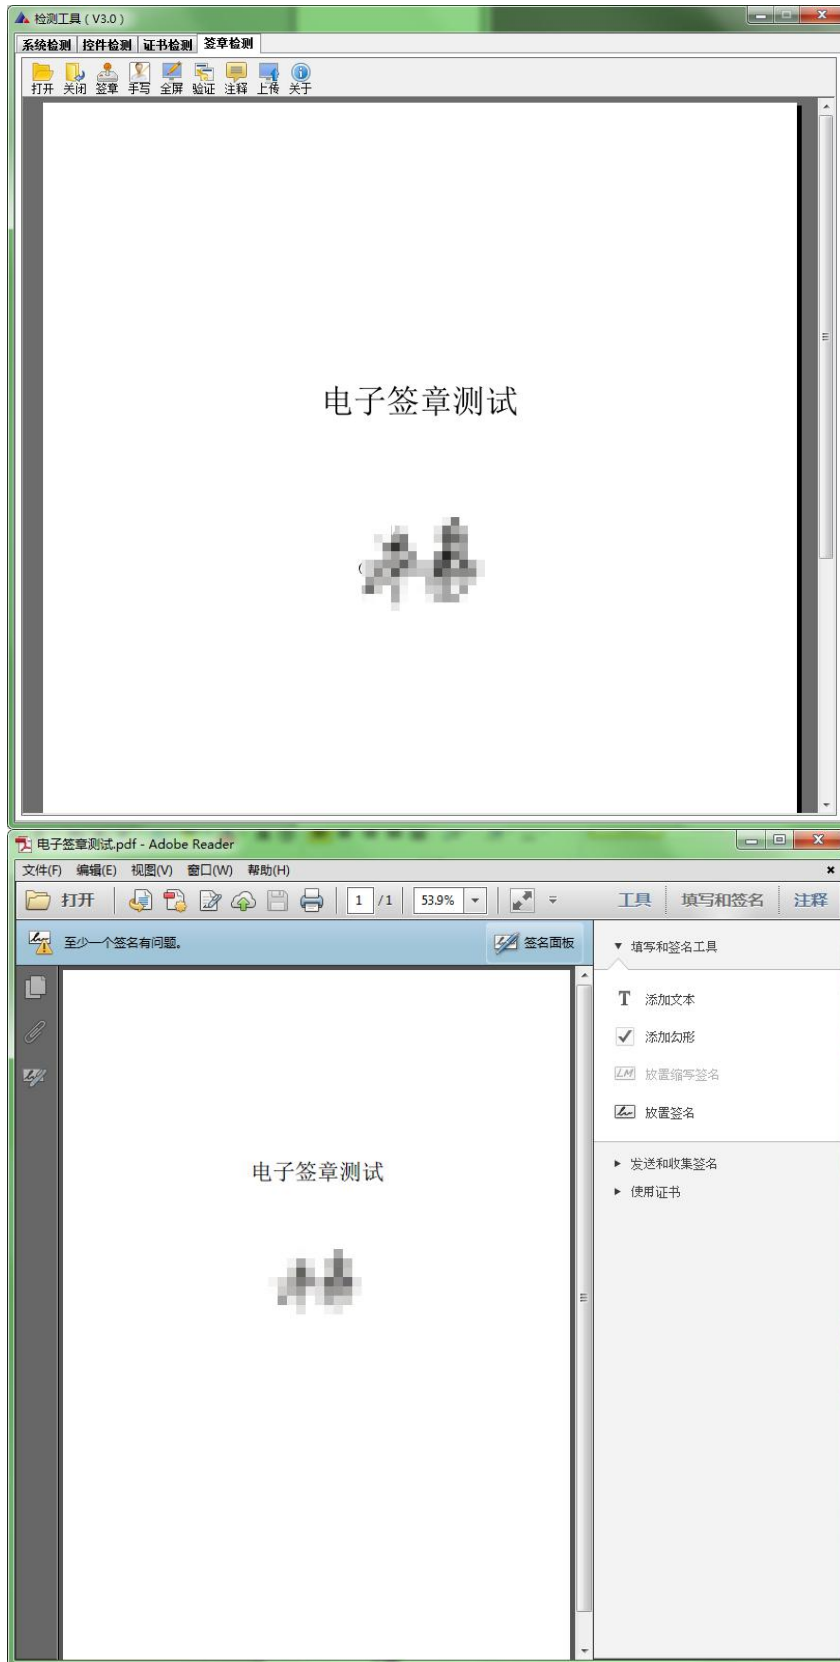 检测工具（V3.0）
系统检测 控件检测 证书检测 签章检测
打开 关闭 签章 手写 全屏 验证 注释 上传 关于
电子签章测试
电子签章测试.pdf - Adobe Reader
文件(F) 编辑(E) 视图(V) 窗口(W) 帮助(H)
打开 1 / 1 53.9% 工具 填写和签名 注释
至少一个签名有问题。 签名面板
填写和签名工具
T 添加文本
添加勾形
LM 放置缩写签名
放置签名
发送和收集签名
使用证书
电子签章测试